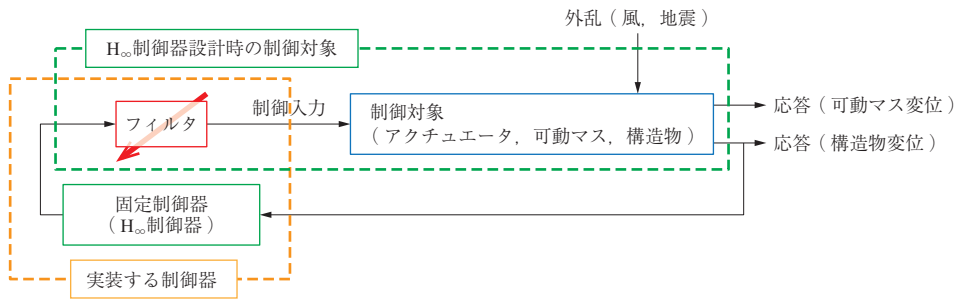 外乱（風，地震）
H∞制御器設計時の制御対象
フィルタ
制御入力
制御対象
（アクチュエータ，可動マス，構造物）
応答（可動マス変位）
応答（構造物変位）
固定制御器
（H∞制御器）
実装する制御器